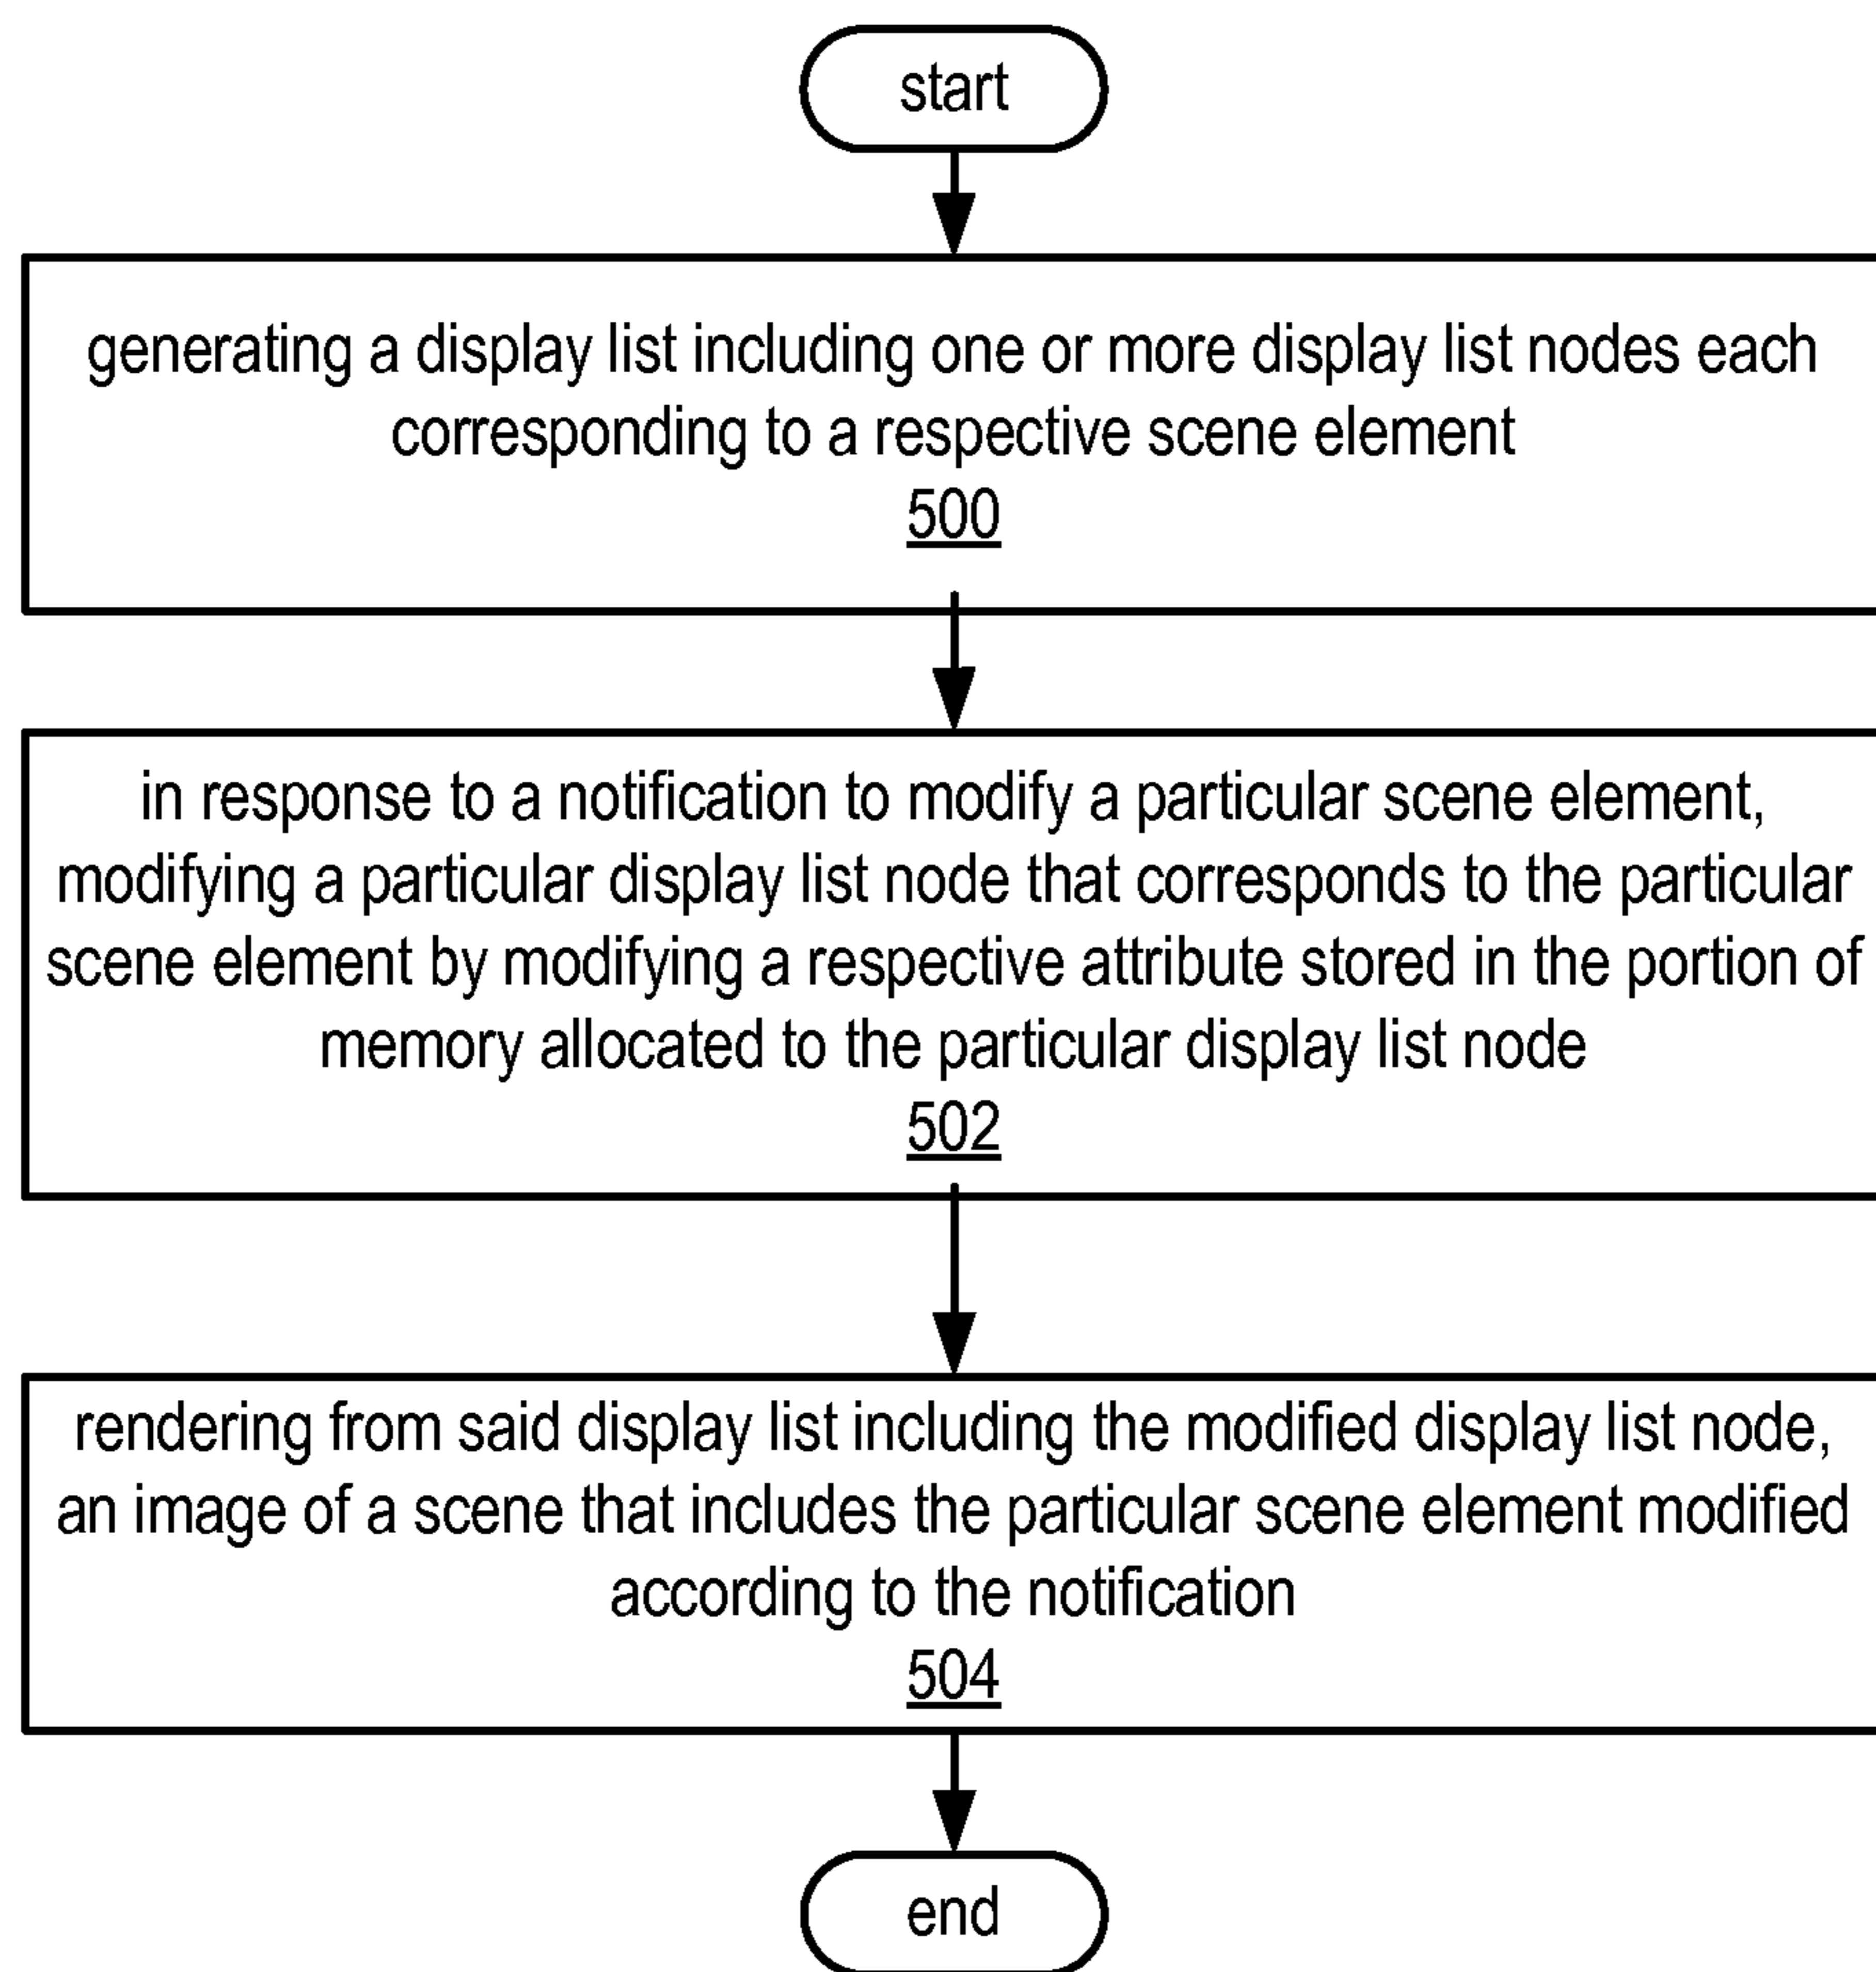 start
generating a display list including one or more display list nodes each
corresponding to a respective scene element
500
in response to a notification to modify a particular scene element,
modifying a particular display list node that corresponds to the particular
scene element by modifying a respective attribute stored in the portion of
memory allocated to the particular display list node
502
rendering from said display list including the modified display list node,
an image of a scene that includes the particular scene element modified
according to the notification
504
end